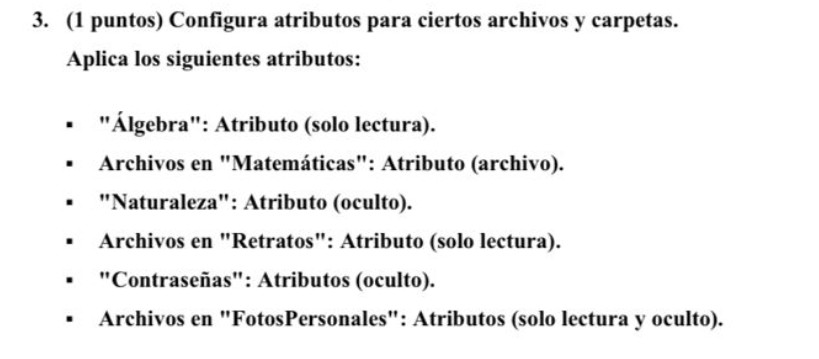 3. (1 puntos) Configura atributos para ciertos archivos y carpetas.
Aplica los siguientes atributos:
▪ "Álgebra": Atributo (solo lectura).
▪ Archivos en "Matemáticas": Atributo (archivo).
▪ "Naturaleza": Atributo (oculto).
▪ Archivos en "Retratos": Atributo (solo lectura).
▪ "Contraseñas": Atributos (oculto).
▪ Archivos en "FotosPersonales": Atributos (solo lectura y oculto).